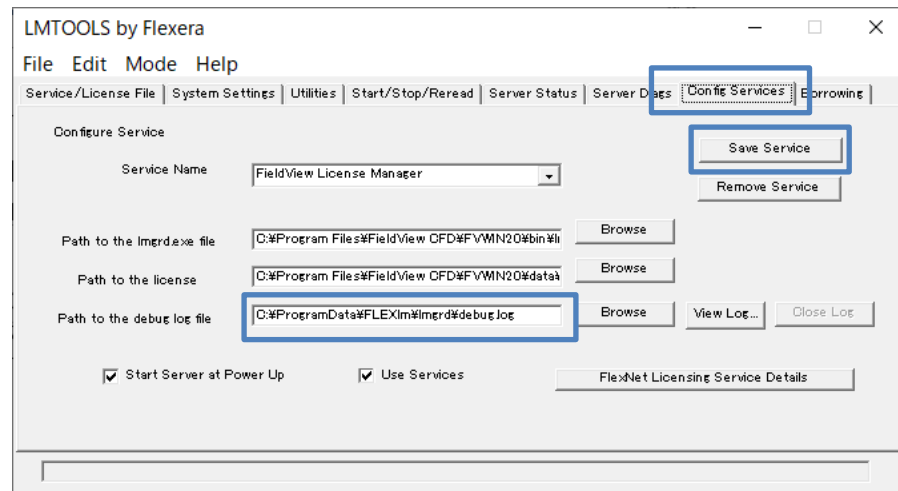 LMTOOLS by Flexera
File Edit Mode Help
Service/License File System Settings Utilities Start/Stop/Reread Server Status Server Diags Config Services Borrowing
Configure Service
Save Service
Service Name FieldView License Manager
Remove Service
Path to the lmgrd.exe file C:¥Program Files¥FieldView CFD¥FVWIN20¥bin¥ Browse
Path to the license C:¥Program Files¥FieldView CFD¥FVWIN20¥data¥ Browse
Path to the debug log file C:¥ProgramData¥FLEXlm¥lmgrd¥debug.log Browse View Log... Close Log
Start Server at Power Up Use Services FlexNet Licensing Service Details